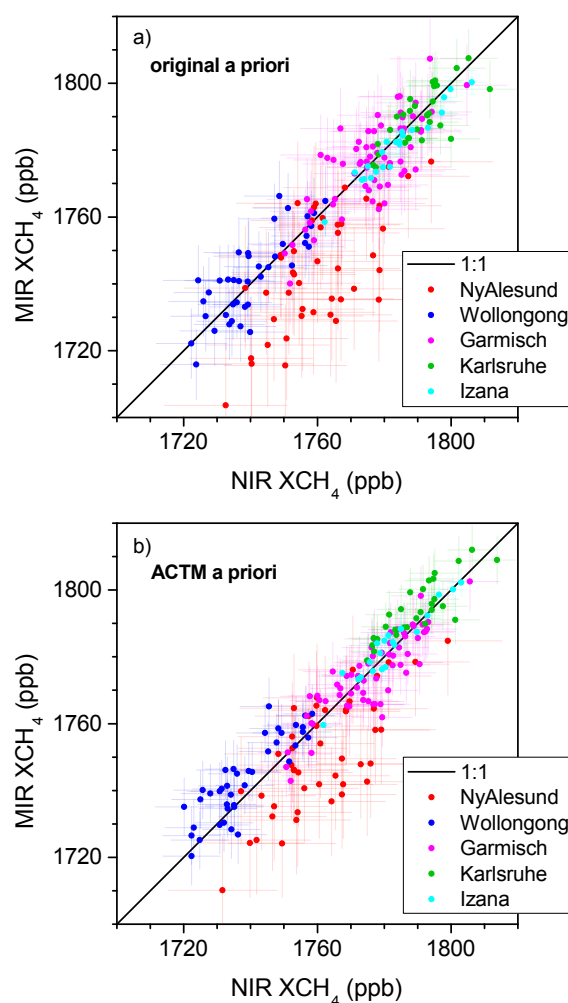 a)
original a priori
1800
1760
1720
MIR XCH4 (ppb)
1:1
NyAlesund
Wollongong
Garmisch
Karlsruhe
Izana
1720 1760 1800
NIR XCH4 (ppb)
b)
ACTM a priori
1800
1760
1720
MIR XCH4 (ppb)
1:1
NyAlesund
Wollongong
Garmisch
Karlsruhe
Izana
1720 1760 1800
NIR XCH4 (ppb)